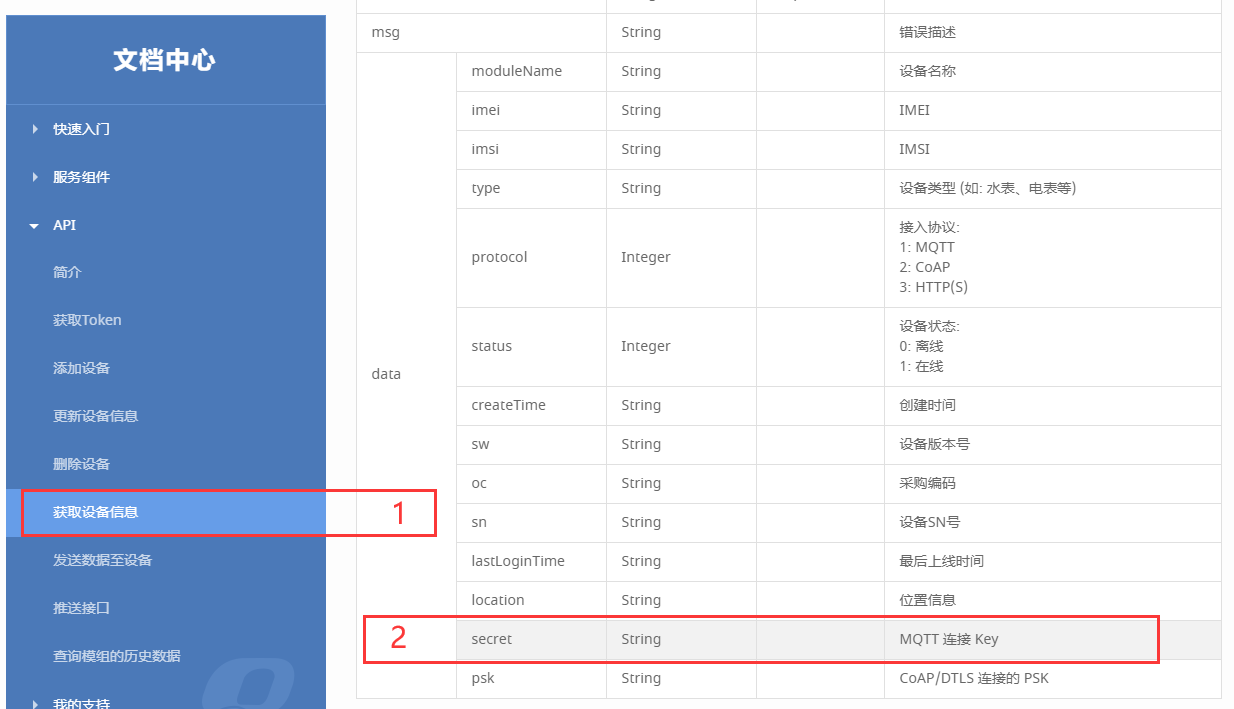 文档中心
快速入门
服务组件
API
简介
获取Token
添加设备
更新设备信息
删除设备
获取设备信息
1
发送数据至设备
推送接口
查询模组的历史数据
我的支持
msg String 错误描述
data
moduleName String 设备名称
imei String IMEI
imsi String IMSI
type String 设备类型 (如: 水表、电表等)
protocol Integer
接入协议:
1: MQTT
2: CoAP
3: HTTP(S)
status Integer
设备状态:
0: 离线
1: 在线
createTime String 创建时间
sw String 设备版本号
oc String 采购编码
sn String 设备SN号
lastLoginTime String 最后上线时间
location String 位置信息
2 secret String MQTT 连接 Key
psk String CoAP/DTLS 连接的 PSK